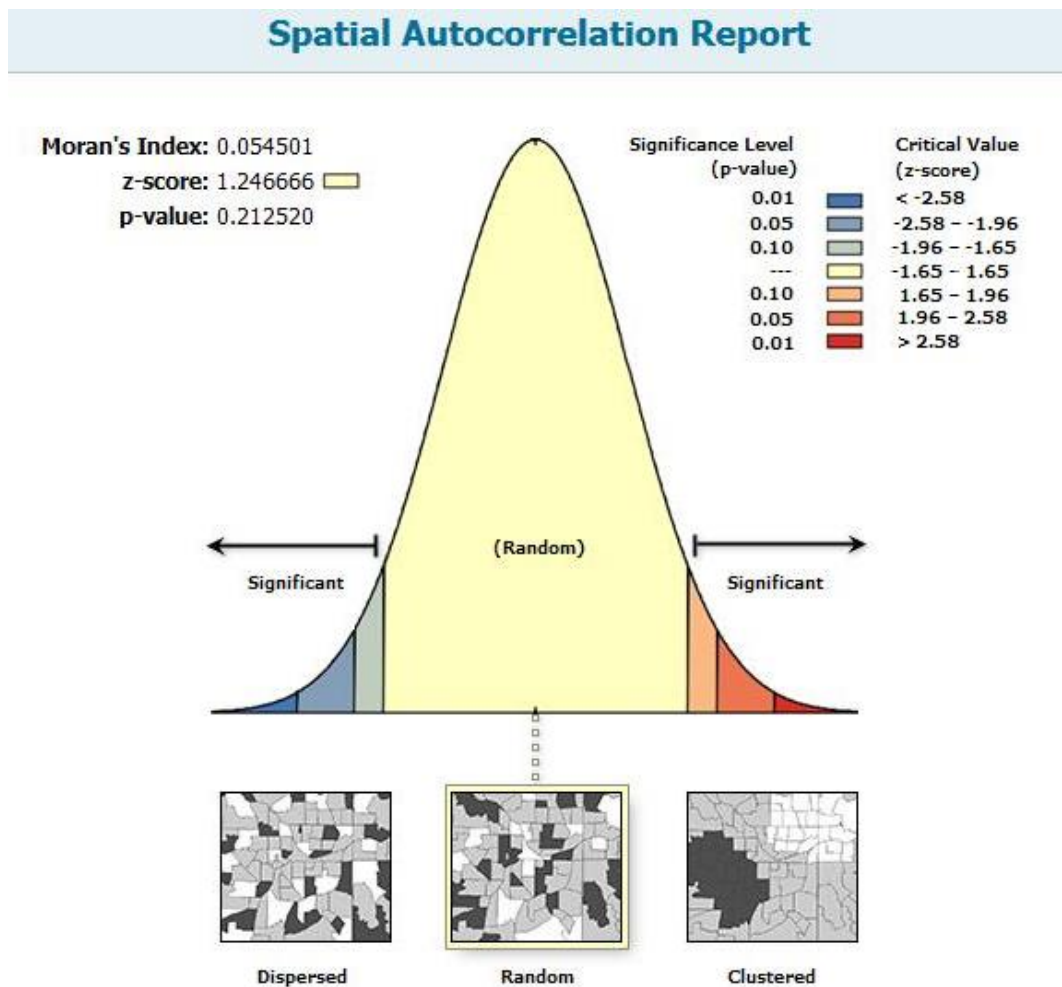 Spatial Autocorrelation Report
Moran's Index: 0.054501
z-score: 1.246666
p-value: 0.212520
Significance Level
(p-value)
0.01
0.05
0.10
---
0.10
0.05
0.01
Critical Value
(z-score)
< -2.58
-2.58 – -1.96
-1.96 – -1.65
-1.65 – 1.65
1.65 – 1.96
1.96 – 2.58
> 2.58
(Random)
Significant
Significant
Dispersed
Random
Clustered